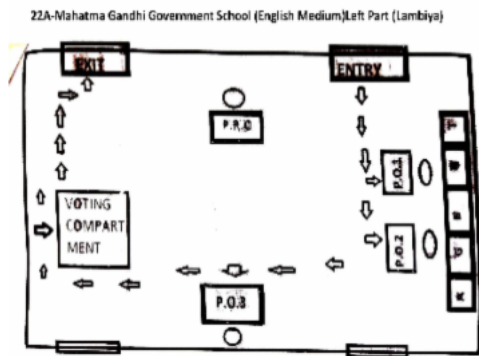 22A-Mahatma Gandhi Government School (English Medium)Left Part (Lambiya)
EXIT
ENTRY
P.R.O
P.O.1
VOTING
COMPART
MENT
P.O.2
P.O.3